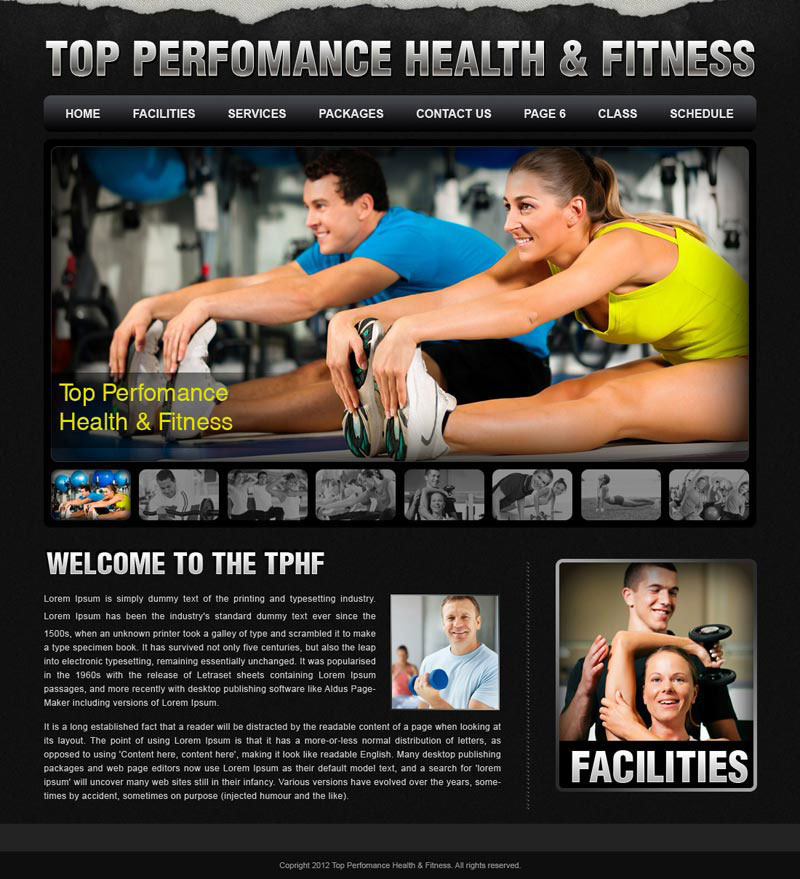 TOP PERFOMANCE HEALTH & FITNESS
HOME FACILITIES SERVICES PACKAGES CONTACT US PAGE 6 CLASS SCHEDULE
Top Perfomance
Health & Fitness
WELCOME TO THE TPHF
Lorem Ipsum is simply dummy text of the printing and typesetting industry.
Lorem Ipsum has been the industry's standard dummy text ever since the
1500s, when an unknown printer took a galley of type and scrambled it to make
a type specimen book. It has survived not only five centuries, but also the leap
into electronic typesetting, remaining essentially unchanged. It was popularised
in the 1960s with the release of Letraset sheets containing Lorem Ipsum
passages, and more recently with desktop publishing software like Aldus Page-
Maker including versions of Lorem Ipsum.
It is a long established fact that a reader will be distracted by the readable content of a page when looking at
its layout. The point of using Lorem Ipsum is that it has a more-or-less normal distribution of letters, as
opposed to using 'Content here, content here', making it look like readable English. Many desktop publishing
packages and web page editors now use Lorem Ipsum as their default model text, and a search for 'lorem
ipsum' will uncover many web sites still in their infancy. Various versions have evolved over the years, some-
times by accident, sometimes on purpose (injected humour and the like).
FACILITIES
Copright 2012 Top Perfomance Health & Fitness. All rights reserved.